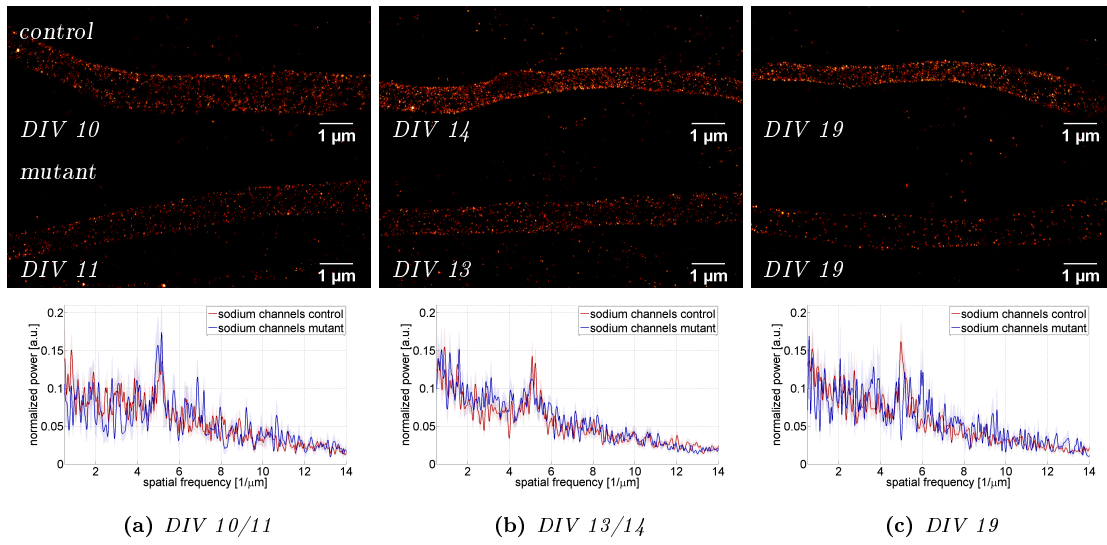 control
DIV 10
1 μm
DIV 14
1 μm
DIV 19
1 μm
mutant
DIV 11
1 μm
DIV 13
1 μm
DIV 19
1 μm
normalized power [a.u.]
0.2
0.15
0.1
0.05
0
sodium channels control
sodium channels mutant
2 4 6 8 10 12 14
spatial frequency [1/μm]
normalized power [a.u.]
0.2
0.15
0.1
0.05
0
sodium channels control
sodium channels mutant
2 4 6 8 10 12 14
spatial frequency [1/μm]
normalized power [a.u.]
0.2
0.15
0.1
0.05
0
sodium channels control
sodium channels mutant
2 4 6 8 10 12 14
spatial frequency [1/μm]
(a) DIV 10/11
(b) DIV 13/14
(c) DIV 19